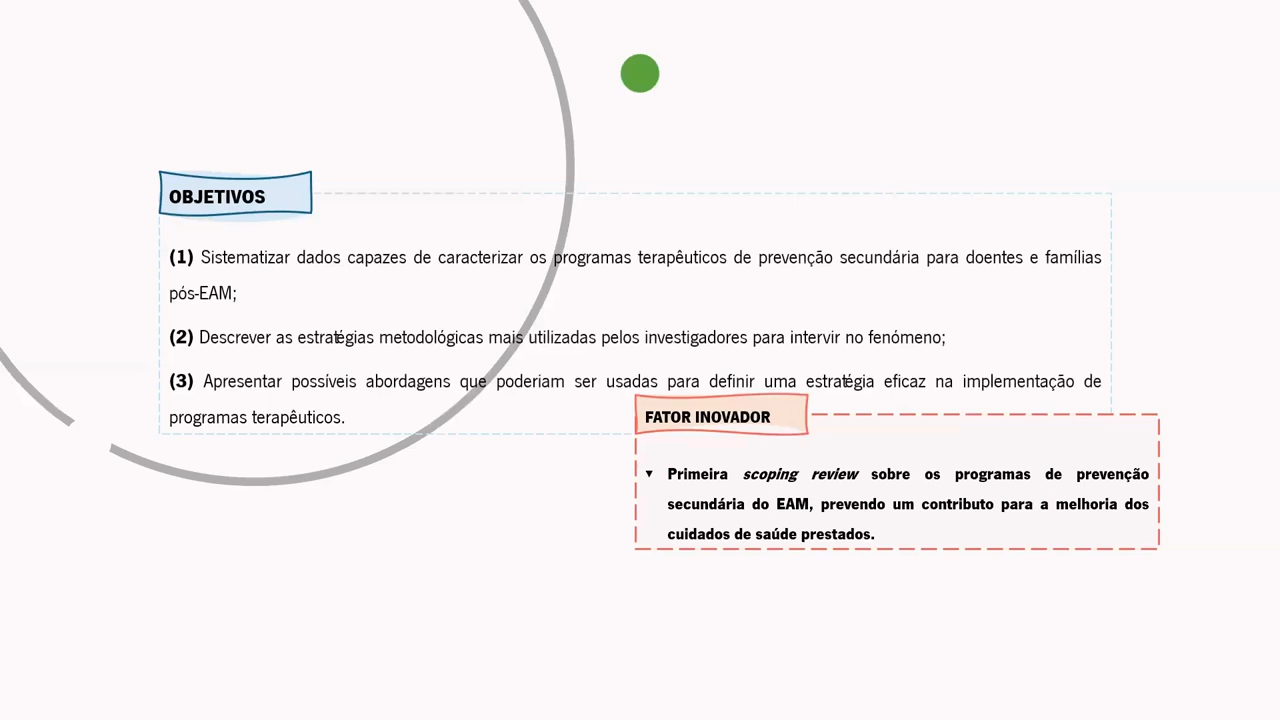 OBJETIVOS
(1) Sistematizar dados capazes de caracterizar os programas terapêuticos de prevenção secundária para doentes e famílias
pós-EAM;
(2) Descrever as estratégias metodológicas mais utilizadas pelos investigadores para intervir no fenómeno;
(3) Apresentar possíveis abordagens que poderiam ser usadas para definir uma estratégia eficaz na implementação de
programas terapêuticos.
FATOR INOVADOR
▾ Primeira scoping review sobre os programas de prevenção
secundária do EAM, prevendo um contributo para a melhoria dos
cuidados de saúde prestados.